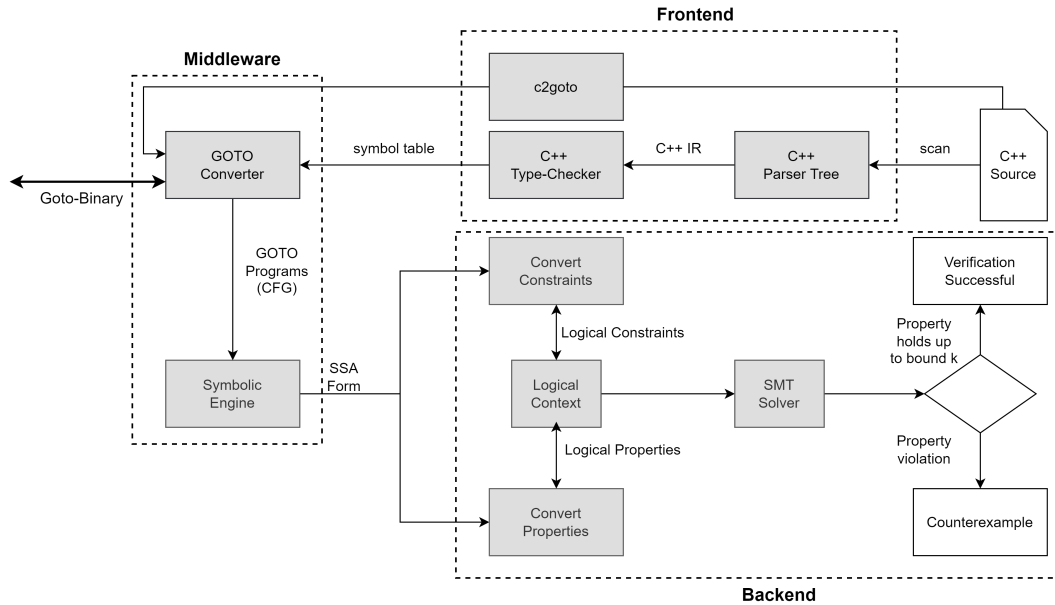 Frontend
Middleware
c2goto
GOTO
Converter
symbol table
C++
Type-Checker
C++ IR
C++
Parser Tree
scan
C++
Source
Goto-Binary
GOTO
Programs
(CFG)
Convert
Constraints
Verification
Successful
Logical Constraints
Property
holds up
to bound k
Symbolic
Engine
SSA
Form
Logical
Context
SMT
Solver
Logical Properties
Property
violation
Convert
Properties
Counterexample
Backend